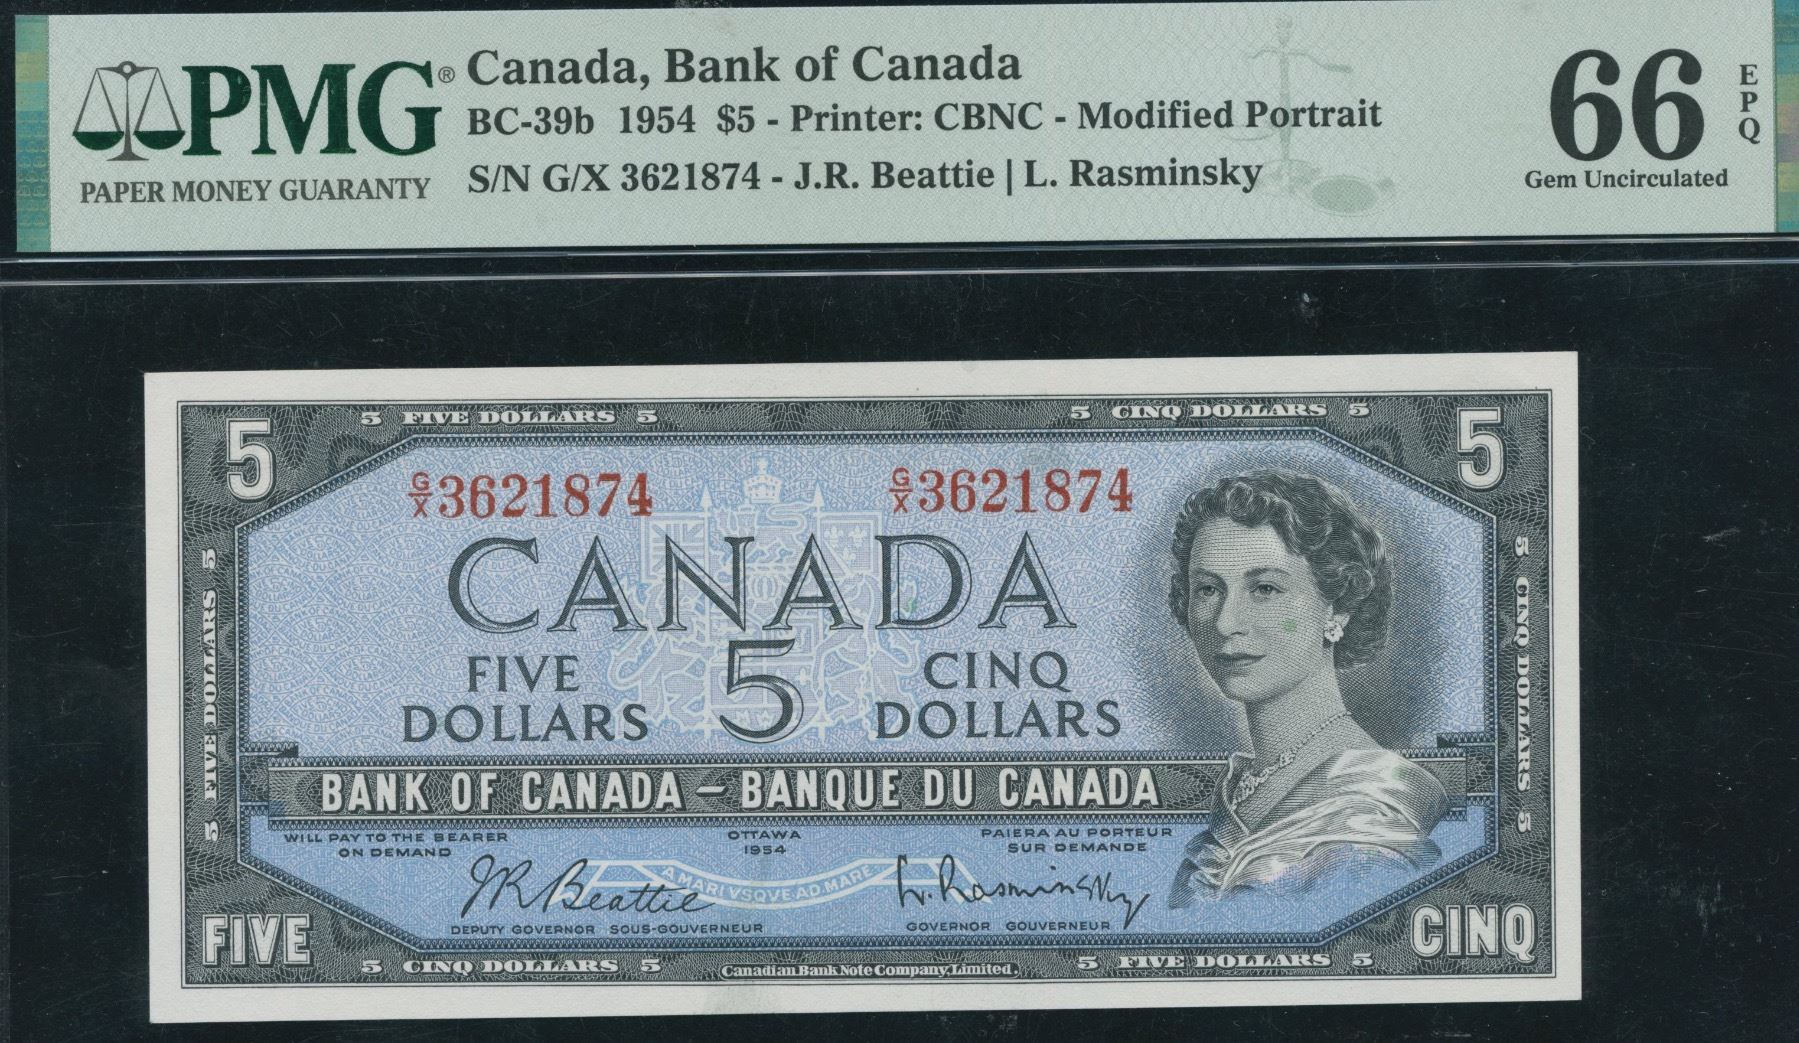 PMG®
PAPER MONEY GUARANTY
Canada, Bank of Canada
BC-39b 1954 $5 - Printer: CBNC - Modified Portrait
S/N G/X 3621874 - J.R. Beattie | L. Rasminsky
66
EPQ
Gem Uncirculated
5 5 FIVE DOLLARS 5 5 CINQ DOLLARS 5 5
G/X 3621874 G/X 3621874
CANADA
FIVE DOLLARS
5
CINQ DOLLARS
5 FIVE DOLLARS 5
5 CINQ DOLLARS 5
BANK OF CANADA – BANQUE DU CANADA
WILL PAY TO THE BEARER
ON DEMAND
OTTAWA
1954
PAIERA AU PORTEUR
SUR DEMANDE
JR Beattie
A MARI VSQVE AD MARE
L. Rasminsky
DEPUTY GOVERNOR SOUS-GOUVERNEUR
GOVERNOR GOUVERNEUR
FIVE
CINQ
5 CINQ DOLLARS 5
Canadian Bank Note Company, Limited.
5 FIVE DOLLARS 5